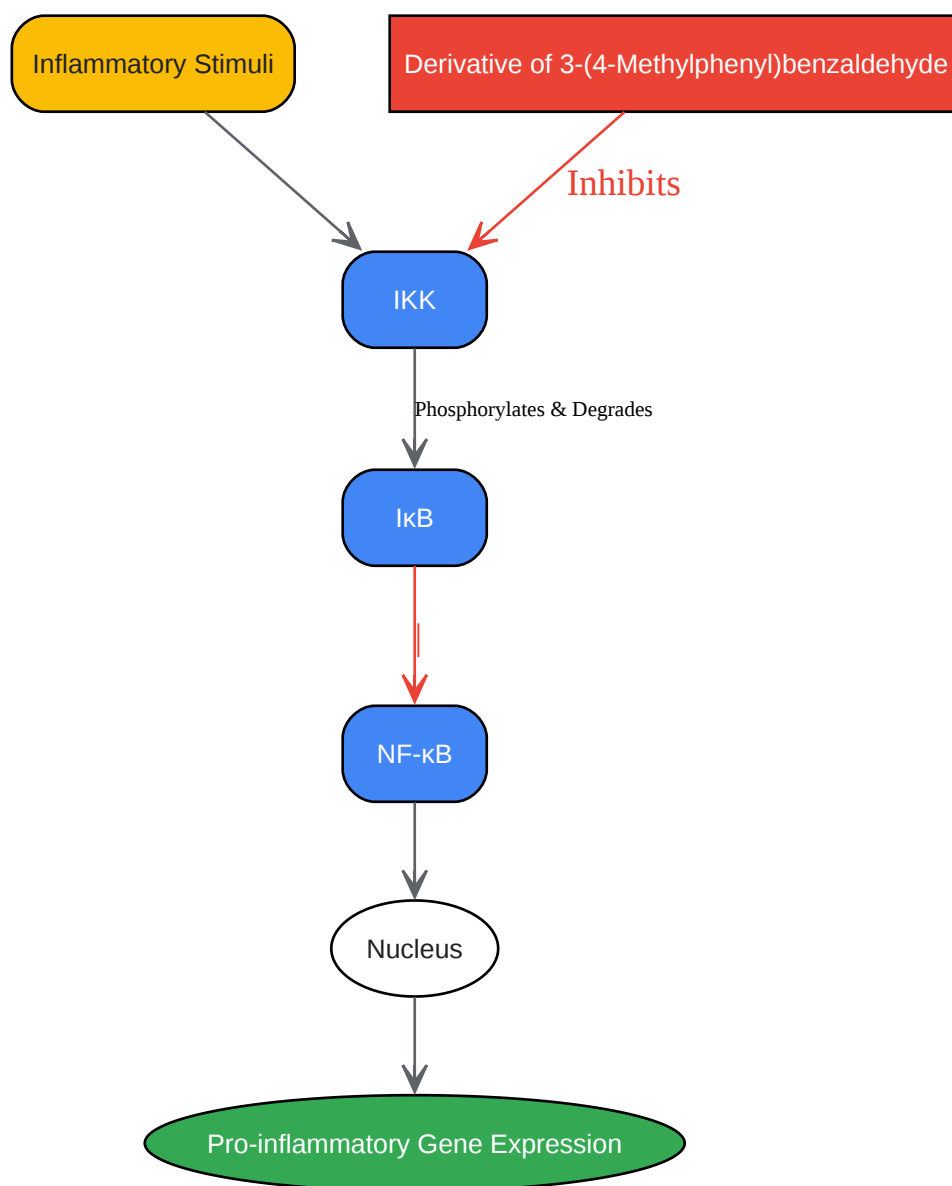 Inflammatory Stimuli
Derivative of 3-(4-Methylphenyl)benzaldehyde
Inhibits
IKK
Phosphorylates & Degrades
IκB
|
NF-κB
Nucleus
Pro-inflammatory Gene Expression